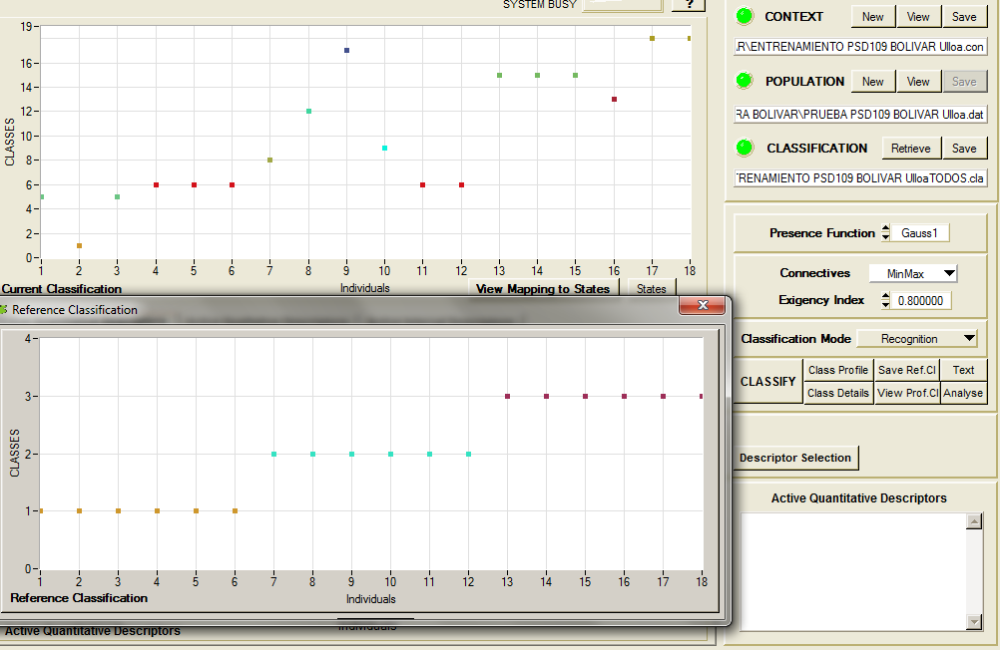 SYSTEM BUSY
?
19
16
14
12
10
8
6
4
2
0
CLASSES
1 2 3 4 5 6 7 8 9 10 11 12 13 14 15 16 17 18
Current Classification
Individuals
View Mapping to States
States
Reference Classification
X
4
3
2
1
0
CLASSES
1 2 3 4 5 6 7 8 9 10 11 12 13 14 15 16 17 18
Reference Classification
Individuals
Active Quantitative Descriptors
Individuals
CONTEXT New View Save
.R\ENTRENAMIENTO PSD109 BOLIVAR Ulloa.con
POPULATION New View Save
RA BOLIVAR\PRUEBA PSD109 BOLIVAR Ulloa.dat
CLASSIFICATION Retrieve Save
TRENAMIENTO PSD109 BOLIVAR UlloaTODOS.cla
Presence Function Gauss1
Connectives MinMax
Exigency Index 0.800000
Classification Mode Recognition
CLASSIFY
Class Profile Save Ref.Cl Text
Class Details View Prof.Cl Analyse
Descriptor Selection
Active Quantitative Descriptors